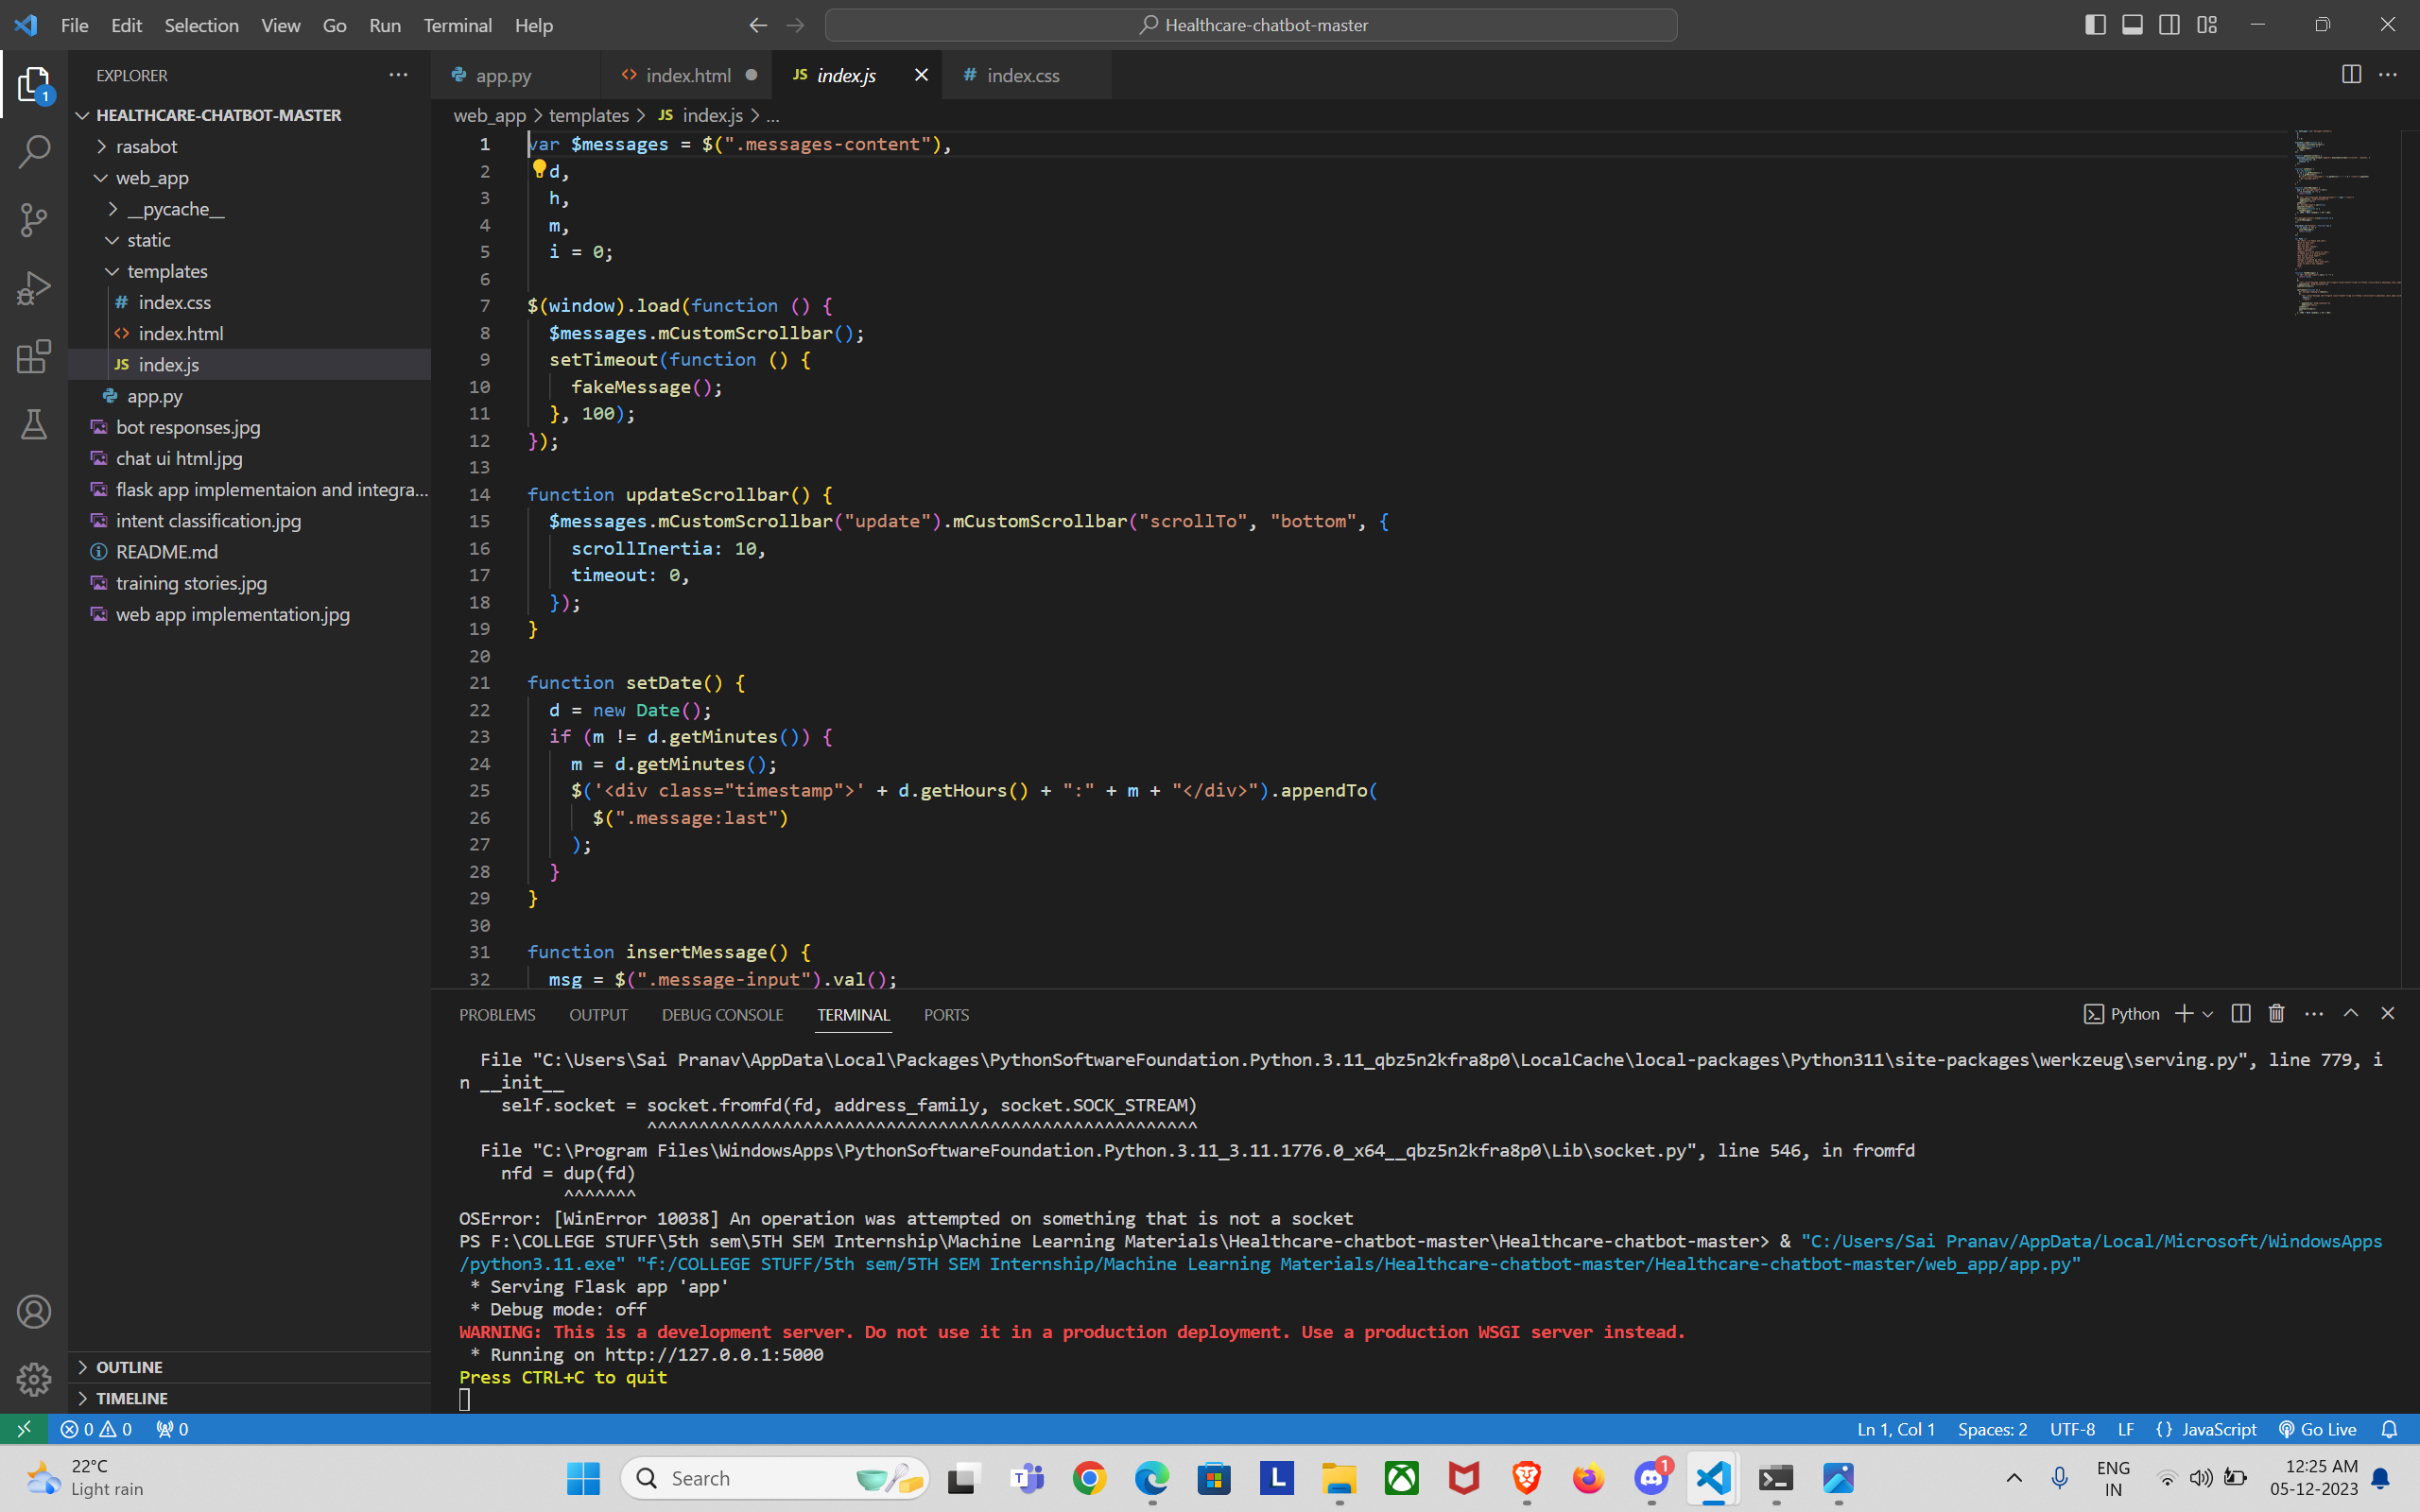 File Edit Selection View Go Run Terminal Help
Healthcare-chatbot-master
EXPLORER
1
HEALTHCARE-CHATBOT-MASTER
rasabot
web_app
__pycache__
static
templates
index.css
index.html
JS index.js
app.py
bot responses.jpg
chat ui html.jpg
flask app implementaion and integra...
intent classification.jpg
README.md
training stories.jpg
web app implementation.jpg
OUTLINE
TIMELINE
app.py index.html JS index.js # index.css
web_app > templates > JS index.js > ...
1 var $messages = $(".messages-content"),
2 d,
3 h,
4 m,
5 i = 0;
6
7 $(window).load(function () {
8 $messages.mCustomScrollbar();
9 setTimeout(function () {
10 fakeMessage();
11 }, 100);
12 });
13
14 function updateScrollbar() {
15 $messages.mCustomScrollbar("update").mCustomScrollbar("scrollTo", "bottom", {
16 scrollInertia: 10,
17 timeout: 0,
18 });
19 }
20
21 function setDate() {
22 d = new Date();
23 if (m != d.getMinutes()) {
24 m = d.getMinutes();
25 $('<div class="timestamp">' + d.getHours() + ":" + m + "</div>").appendTo(
26 $(".message:last")
27 );
28 }
29 }
30
31 function insertMessage() {
32 msg = $(".message-input").val();
PROBLEMS OUTPUT DEBUG CONSOLE TERMINAL PORTS
Python
File "C:\Users\Sai Pranav\AppData\Local\Packages\PythonSoftwareFoundation.Python.3.11_qbz5n2kfra8p0\LocalCache\local-packages\Python311\site-packages\werkzeug\serving.py", line 779, i
n __init__
self.socket = socket.fromfd(fd, address_family, socket.SOCK_STREAM)
^^^^^^^^^^^^^^^^^^^^^^^^^^^^^^^^^^^^^^^^^^^^^^^^^^^^^
File "C:\Program Files\WindowsApps\PythonSoftwareFoundation.Python.3.11_3.11.1776.0_x64__qbz5n2kfra8p0\Lib\socket.py", line 546, in fromfd
nfd = dup(fd)
^^^^^^^
OSError: [WinError 10038] An operation was attempted on something that is not a socket
PS F:\COLLEGE STUFF\5th sem\5TH SEM Internship\Machine Learning Materials\Healthcare-chatbot-master\Healthcare-chatbot-master> & "C:/Users/Sai Pranav/AppData/Local/Microsoft/WindowsApps
/python3.11.exe" "f:/COLLEGE STUFF/5th sem/5TH SEM Internship/Machine Learning Materials/Healthcare-chatbot-master/Healthcare-chatbot-master/web_app/app.py"
* Serving Flask app 'app'
* Debug mode: off
WARNING: This is a development server. Do not use it in a production deployment. Use a production WSGI server instead.
* Running on http://127.0.0.1:5000
Press CTRL+C to quit
0 0 0
Ln 1, Col 1 Spaces: 2 UTF-8 LF {} JavaScript Go Live
22°C
Light rain
Search
1
ENG
IN
12:25 AM
05-12-2023